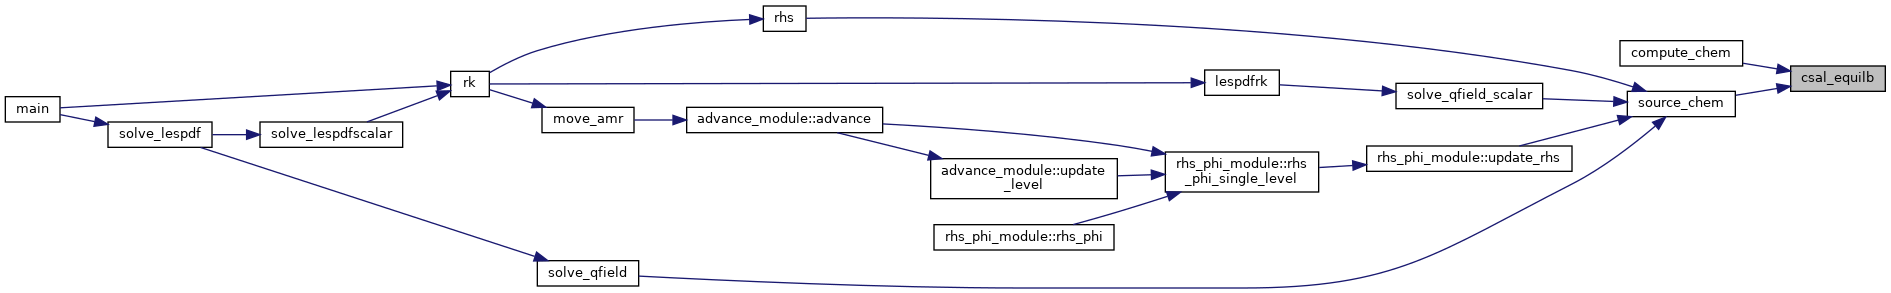 main
solve_lespdf
solve_lespdfscalar
rk
rhs
move_amr
solve_qfield
advance_module::advance
advance_module::update
_level
rhs_phi_module::rhs_phi
rhs_phi_module::rhs
_phi_single_level
lespdfrk
solve_qfield_scalar
rhs_phi_module::update_rhs
compute_chem
source_chem
csal_equilb